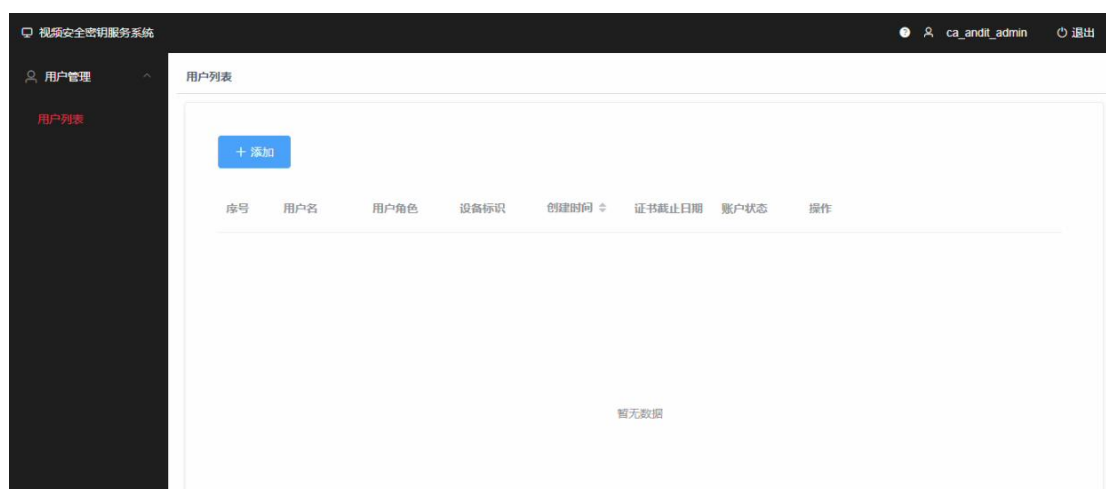 视频安全密钥服务系统
ca_andit_admin
退出
用户管理
用户列表
用户列表
+ 添加
序号 用户名 用户角色 设备标识 创建时间 证书截止日期 账户状态 操作
暂无数据